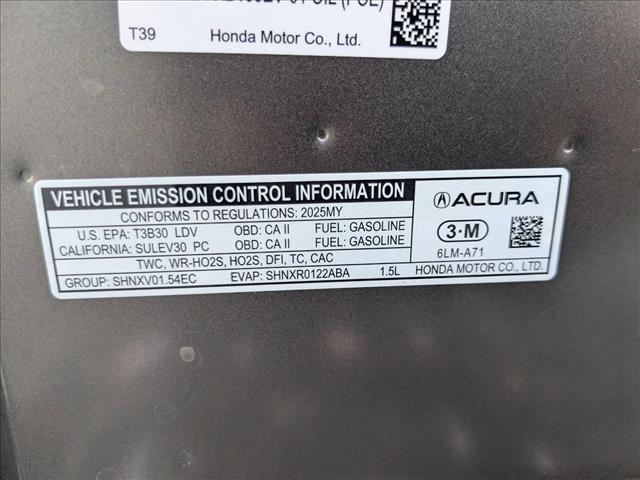 T39 Honda Motor Co., Ltd.
VEHICLE EMISSION CONTROL INFORMATION
CONFORMS TO REGULATIONS: 2025MY
U.S. EPA: T3B30 LDV OBD: CA II FUEL: GASOLINE
CALIFORNIA: SULEV30 PC OBD: CA II FUEL: GASOLINE
TWC, WR-HO2S, HO2S, DFI, TC, CAC
GROUP: SHNXV01.54EC EVAP: SHNXR0122ABA 1.5L
ACURA
3·M
6LM-A71
HONDA MOTOR CO., LTD.